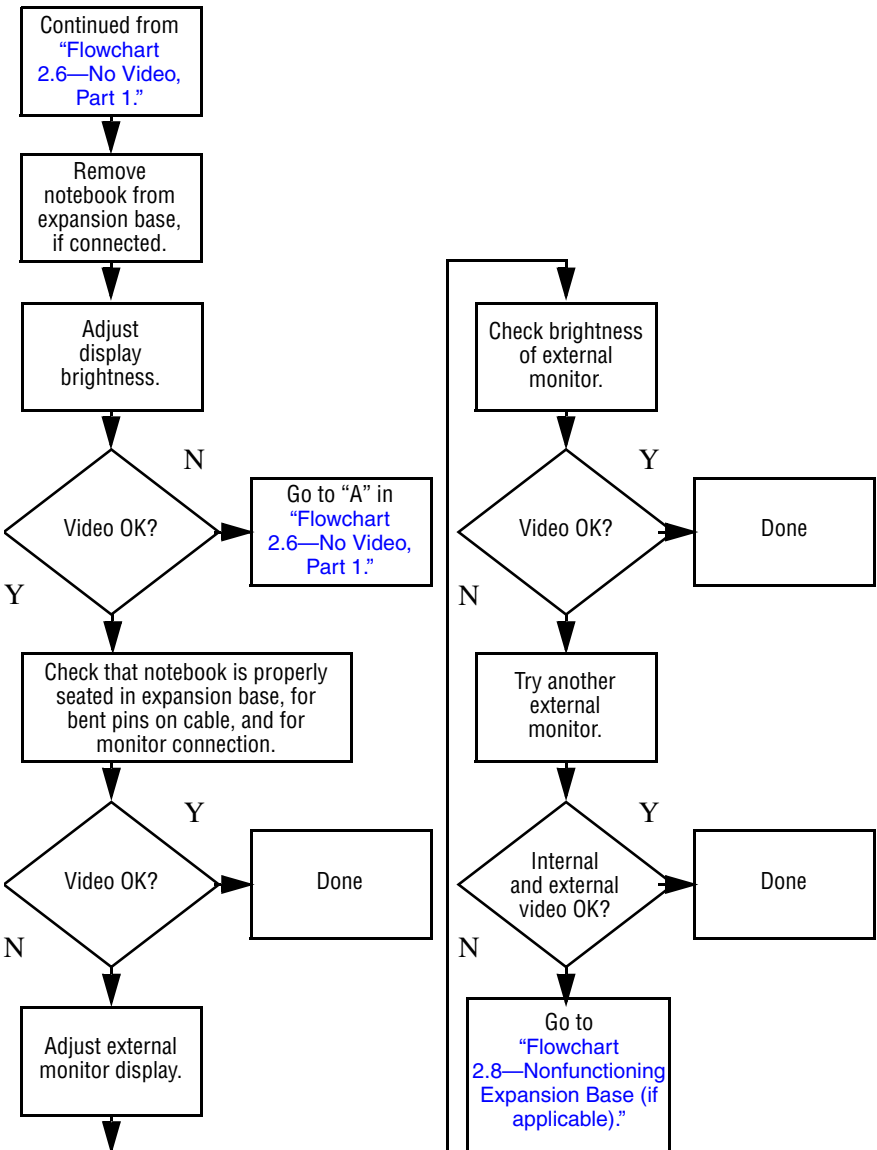 Continued from
“Flowchart
2.6—No Video,
Part 1.”
Remove
notebook from
expansion base,
if connected.
Adjust
display
brightness.
N
Video OK?
Go to “A” in
“Flowchart
2.6—No Video,
Part 1.”
Y
Check that notebook is properly
seated in expansion base, for
bent pins on cable, and for
monitor connection.
Y
Video OK?
Done
N
Adjust external
monitor display.
Check brightness
of external
monitor.
Y
Video OK?
Done
N
Try another
external
monitor.
Y
Internal
and external
video OK?
Done
N
Go to
“Flowchart
2.8—Nonfunctioning
Expansion Base (if
applicable).”